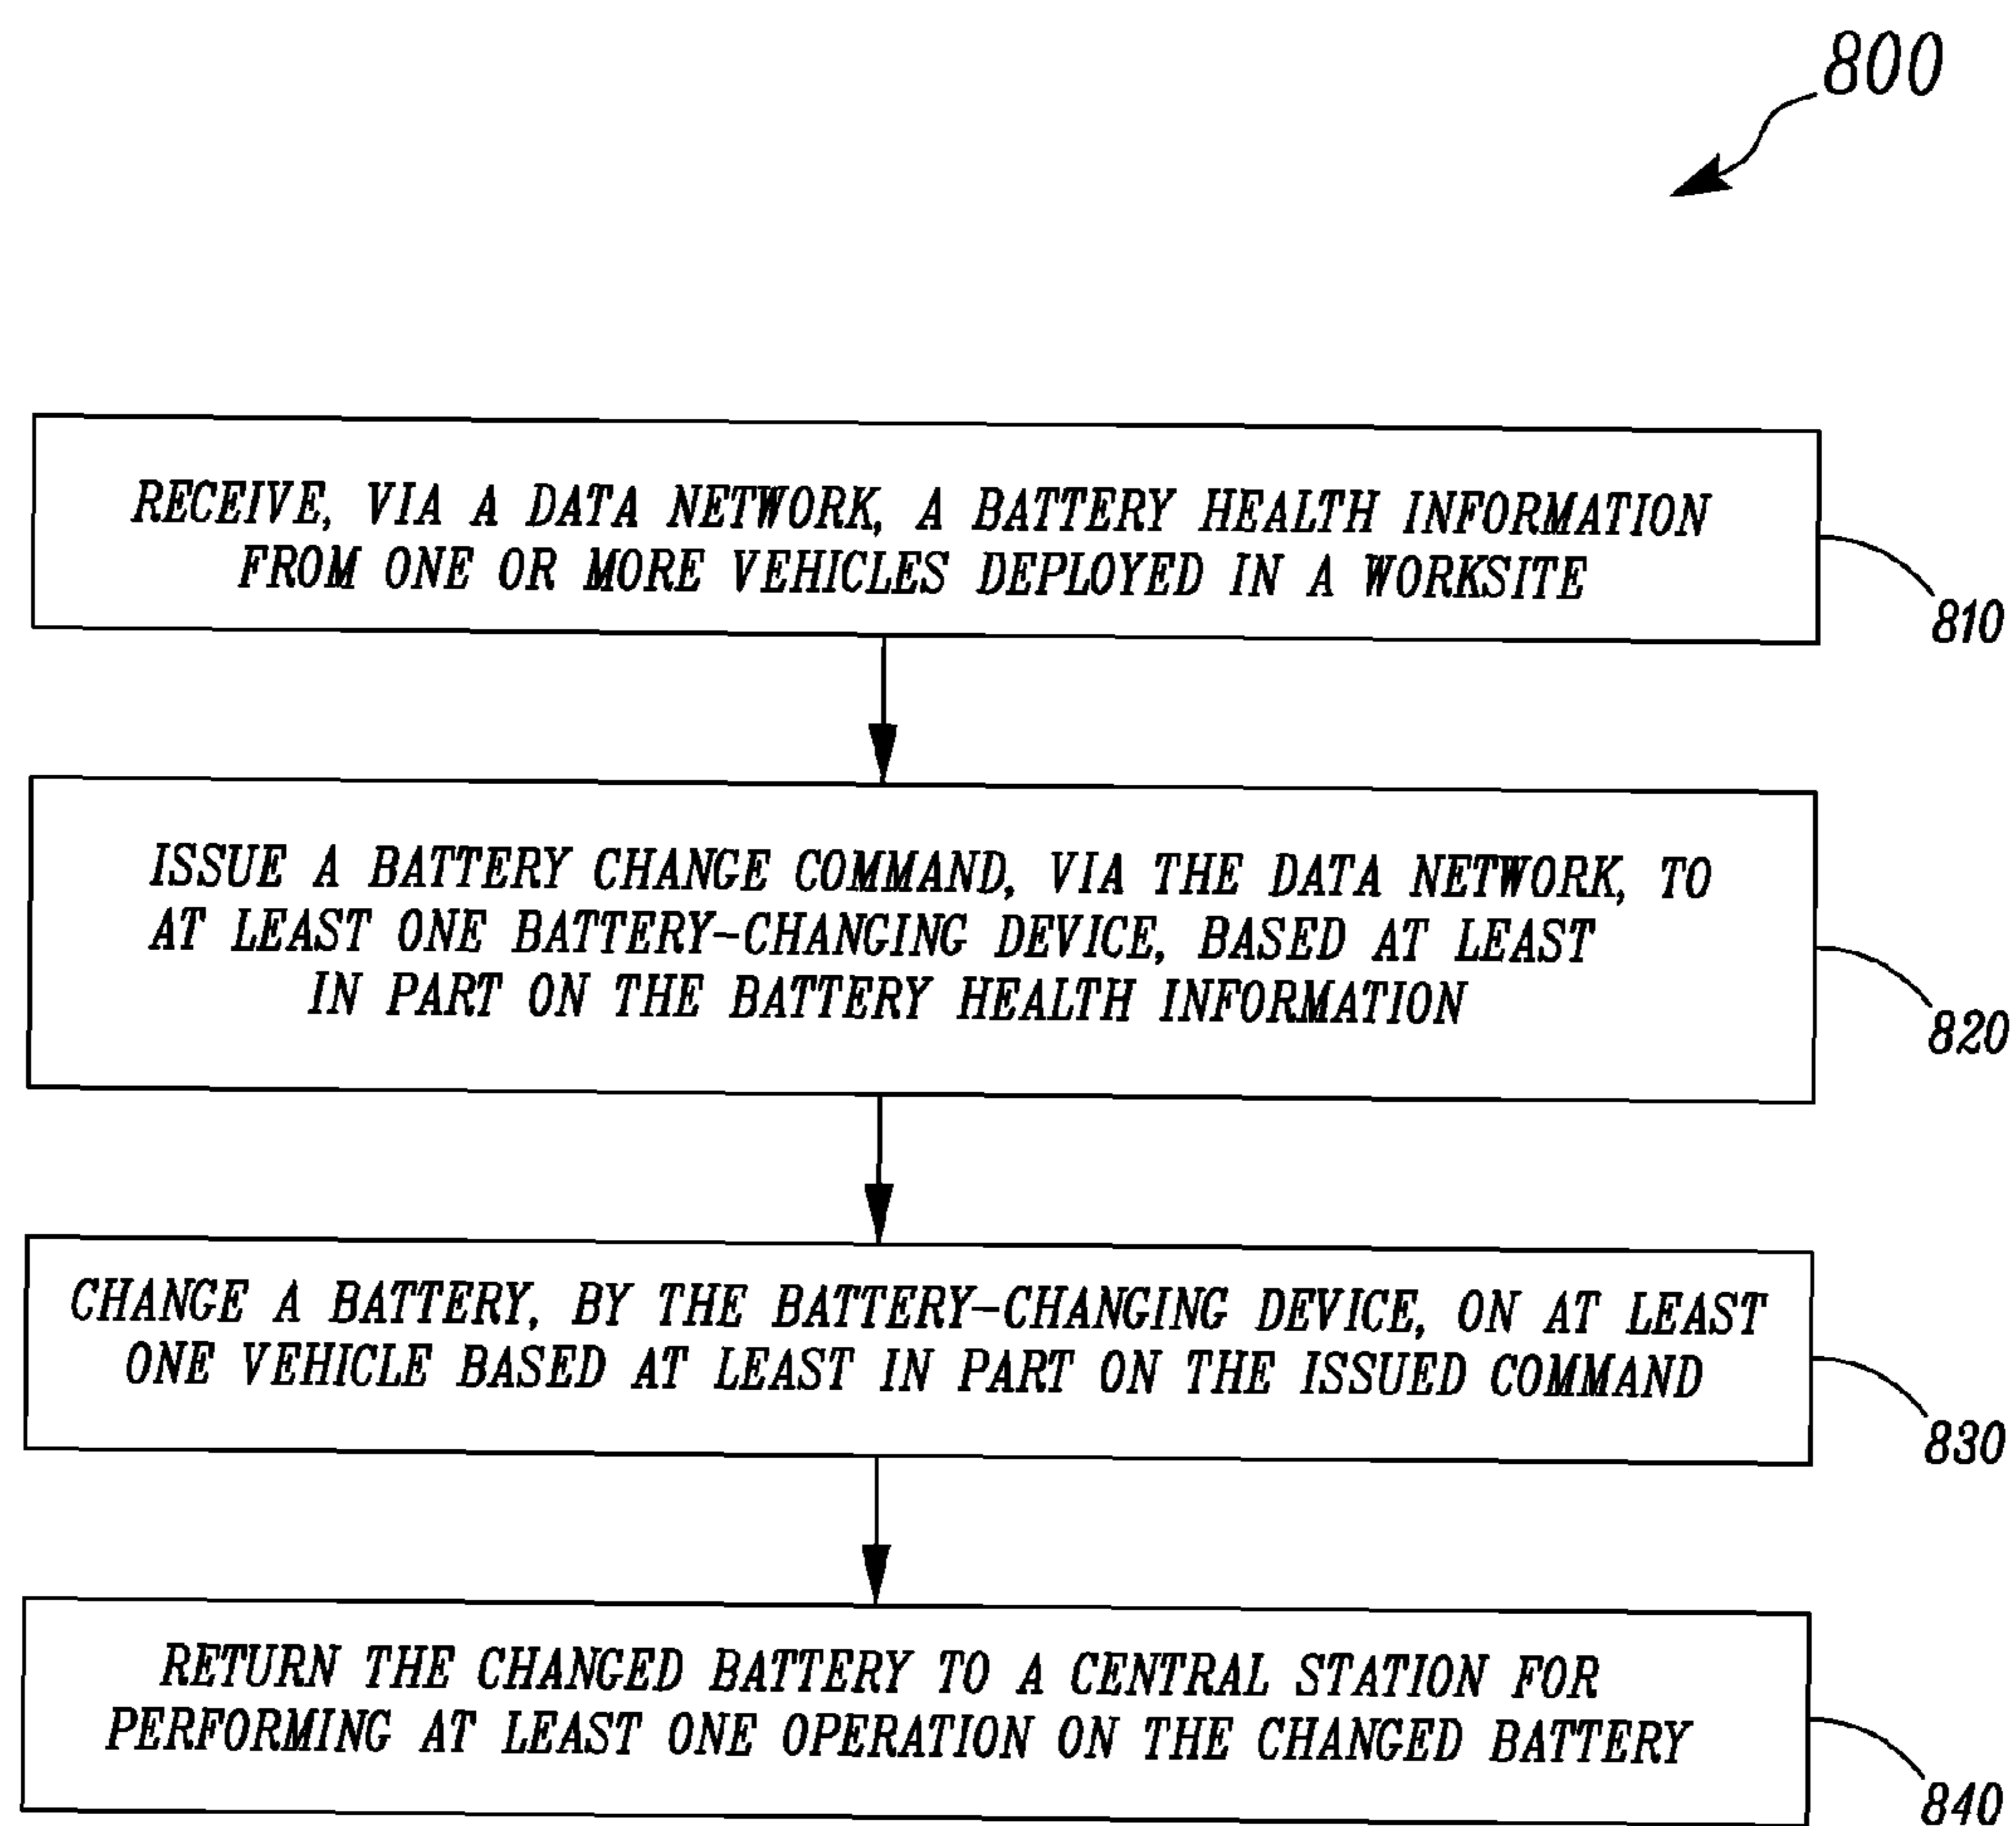 800
RECEIVE, VIA A DATA NETWORK, A BATTERY HEALTH INFORMATION
FROM ONE OR MORE VEHICLES DEPLOYED IN A WORKSITE
810
ISSUE A BATTERY CHANGE COMMAND, VIA THE DATA NETWORK, TO
AT LEAST ONE BATTERY-CHANGING DEVICE, BASED AT LEAST
IN PART ON THE BATTERY HEALTH INFORMATION
820
CHANGE A BATTERY, BY THE BATTERY-CHANGING DEVICE, ON AT LEAST
ONE VEHICLE BASED AT LEAST IN PART ON THE ISSUED COMMAND
830
RETURN THE CHANGED BATTERY TO A CENTRAL STATION FOR
PERFORMING AT LEAST ONE OPERATION ON THE CHANGED BATTERY
840